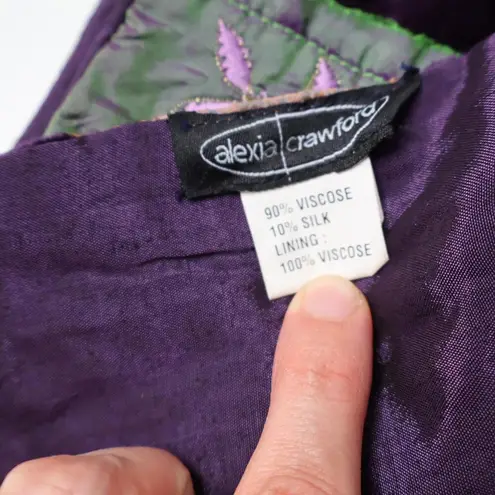 alexia crawford
90% VISCOSE
10% SILK
LINING :
100% VISCOSE